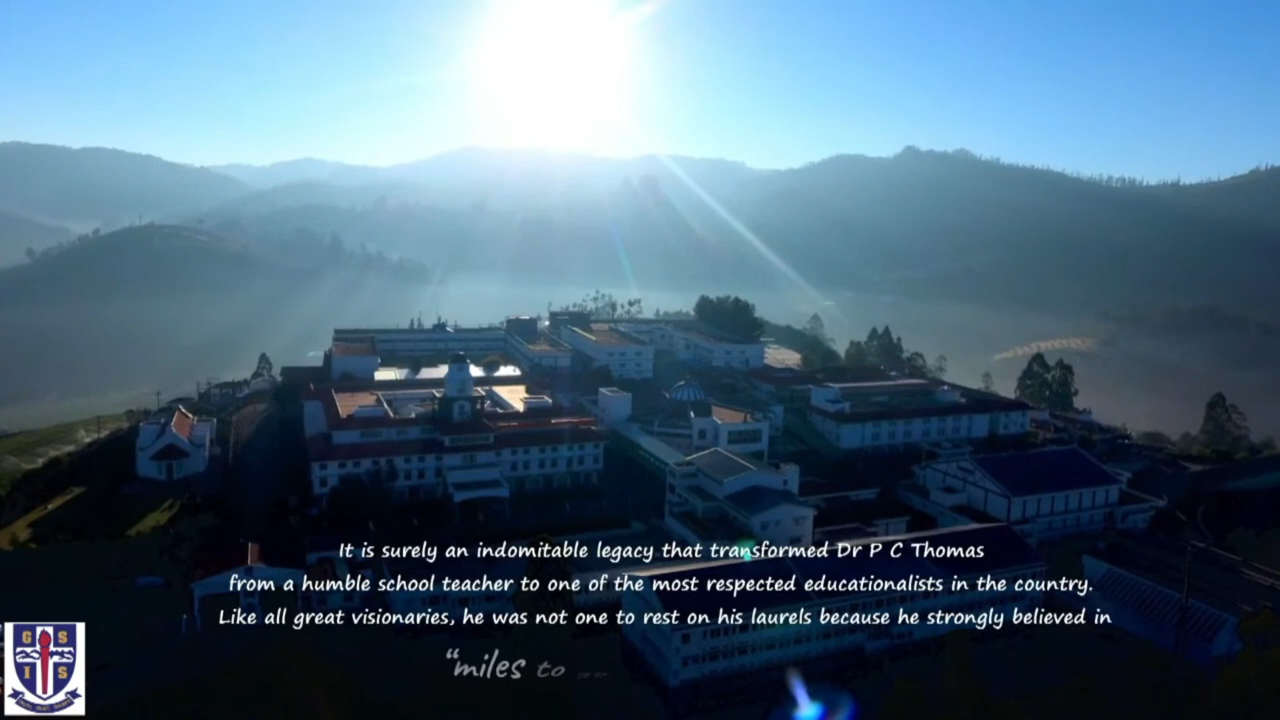 It is surely an indomitable legacy that transformed Dr P C Thomas
from a humble school teacher to one of the most respected educationalists in the country.
Like all great visionaries, he was not one to rest on his laurels because he strongly believed in
“miles to
G S
I S